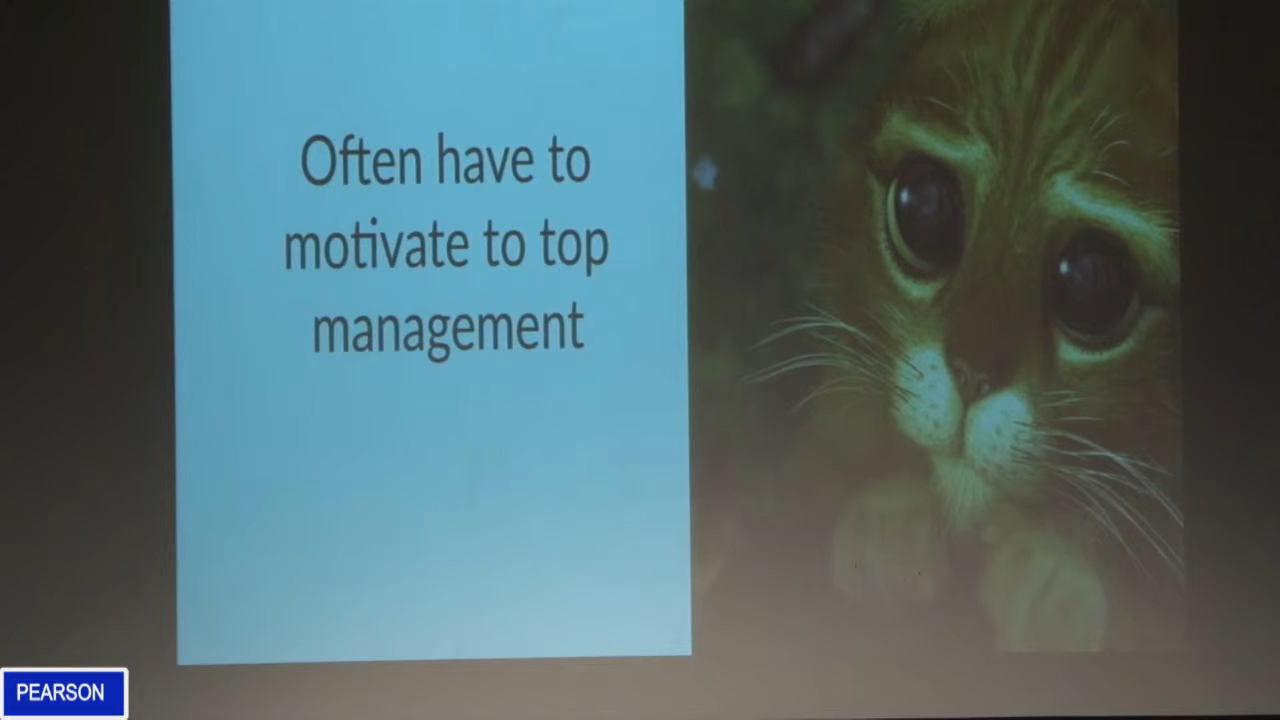 Often have to
motivate to top
management
PEARSON